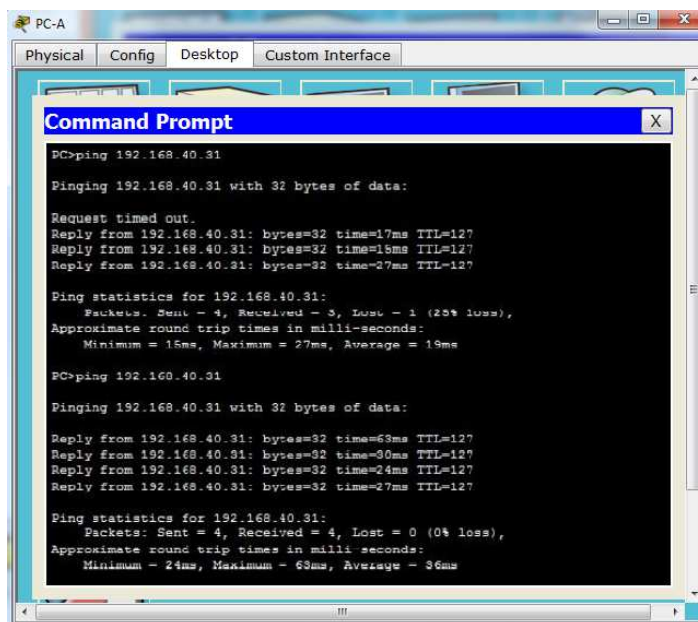 PC-A
Physical Config Desktop Custom Interface
Command Prompt
X
PC>ping 192.168.40.31
Pinging 192.168.40.31 with 32 bytes of data:
Request timed out.
Reply from 192.168.40.31: bytes=32 time=17ms TTL=127
Reply from 192.168.40.31: bytes=32 time=15ms TTL=127
Reply from 192.168.40.31: bytes=32 time=27ms TTL=127
Ping statistics for 192.168.40.31:
Packets: Sent = 4, Received = 3, Lost = 1 (25% loss),
Approximate round trip times in milli-seconds:
Minimum = 15ms, Maximum = 27ms, Average = 19ms
PC>ping 192.168.40.31
Pinging 192.168.40.31 with 32 bytes of data:
Reply from 192.168.40.31: bytes=32 time=63ms TTL=127
Reply from 192.168.40.31: bytes=32 time=30ms TTL=127
Reply from 192.168.40.31: bytes=32 time=24ms TTL=127
Reply from 192.168.40.31: bytes=32 time=27ms TTL=127
Ping statistics for 192.168.40.31:
Packets: Sent = 4, Received = 4, Lost = 0 (0% loss),
Approximate round trip times in milli-seconds:
Minimum = 24ms, Maximum = 63ms, Average = 36ms